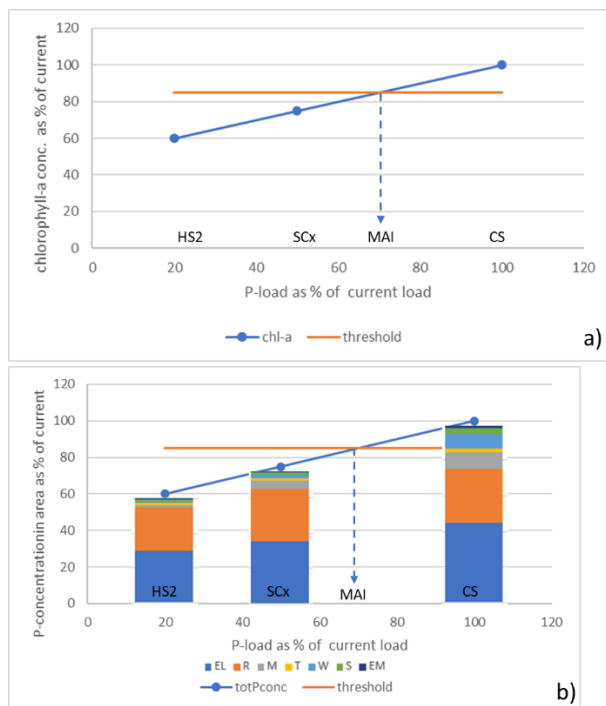 120
100
80
60
40
20
0
chlorophyll-a conc. as % of current
HS2 SCx MAI CS
0 20 40 60 80 100 120
P-load as % of current load
chl-a threshold
a)
120
100
80
60
40
20
0
P-concentrationin area as % of current
HS2 SCx MAI CS
0 20 40 60 80 100 120
P-load as % of current load
EL R M T W S EM
totPconc threshold
b)